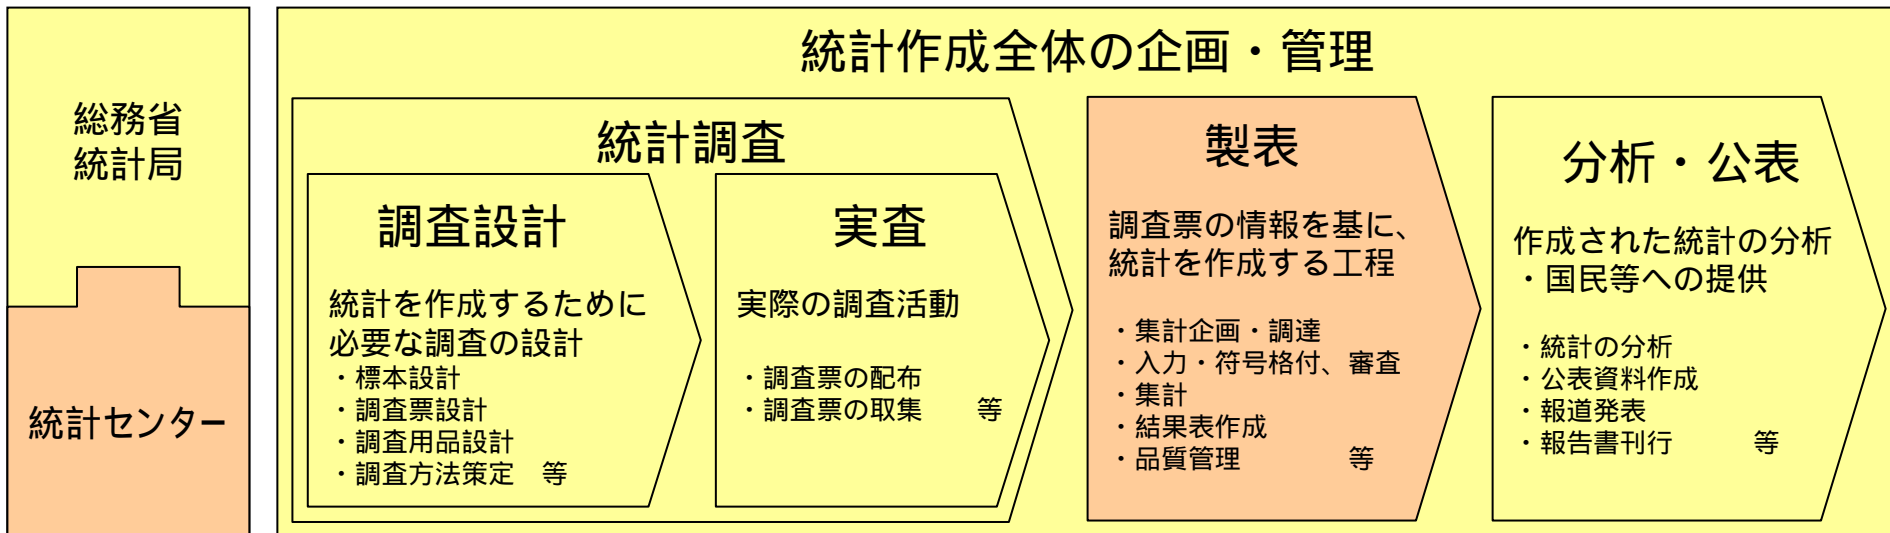 総務省
統計局
統計センター
統計作成全体の企画・管理
統計調査
調査設計
統計を作成するために
必要な調査の設計
・標本設計
・調査票設計
・調査用品設計
・調査方法策定　等
実査
実際の調査活動
・調査票の配布
・調査票の取集　　等
製表
調査票の情報を基に、
統計を作成する工程
・集計企画・調達
・入力・符号格付、審査
・集計
・結果表作成
・品質管理　　　　等
分析・公表
作成された統計の分析
・国民等への提供
・統計の分析
・公表資料作成
・報道発表
・報告書刊行　　　等